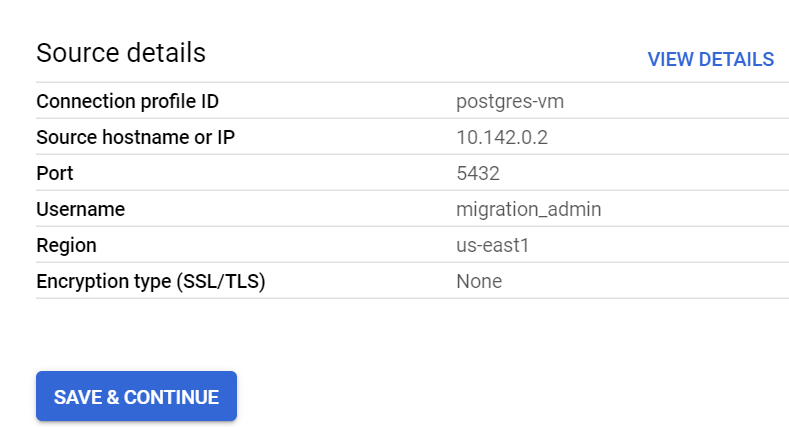 Source details
VIEW DETAILS
Connection profile ID postgres-vm
Source hostname or IP 10.142.0.2
Port 5432
Username migration_admin
Region us-east1
Encryption type (SSL/TLS) None
SAVE & CONTINUE